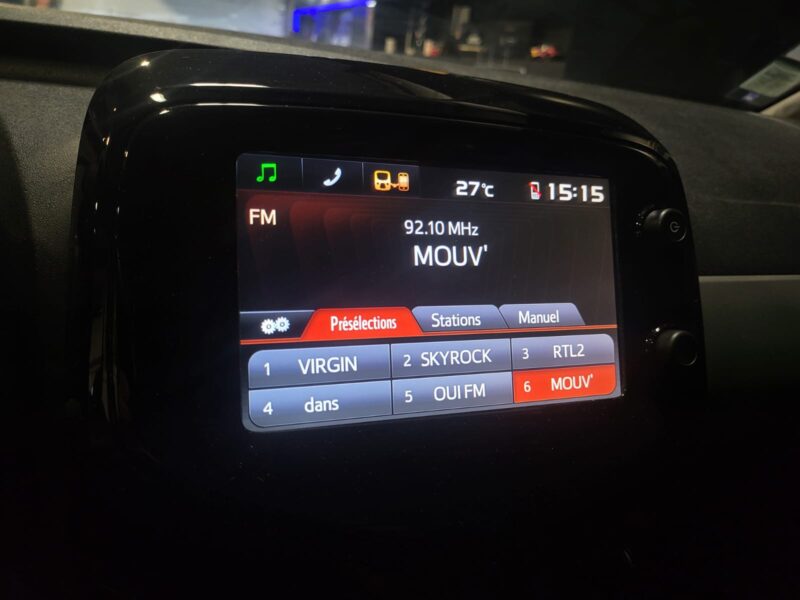 27°C 15:15
FM
92.10 MHz
MOUV'
Présélections Stations Manuel
1 VIRGIN 2 SKYROCK 3 RTL2
4 dans 5 OUI FM 6 MOUV'